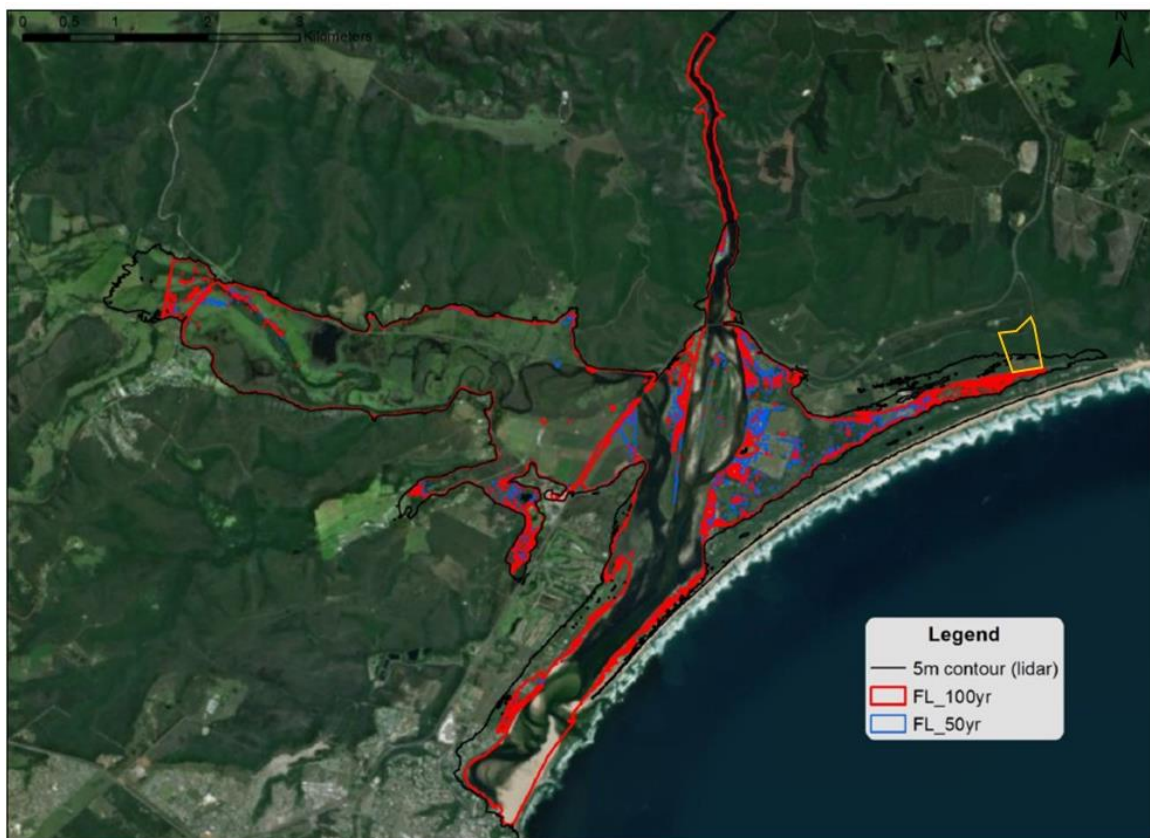 0 0.5 1 2 3
Kilometers
N
Legend
5m contour (lidar)
FL_100yr
FL_50yr